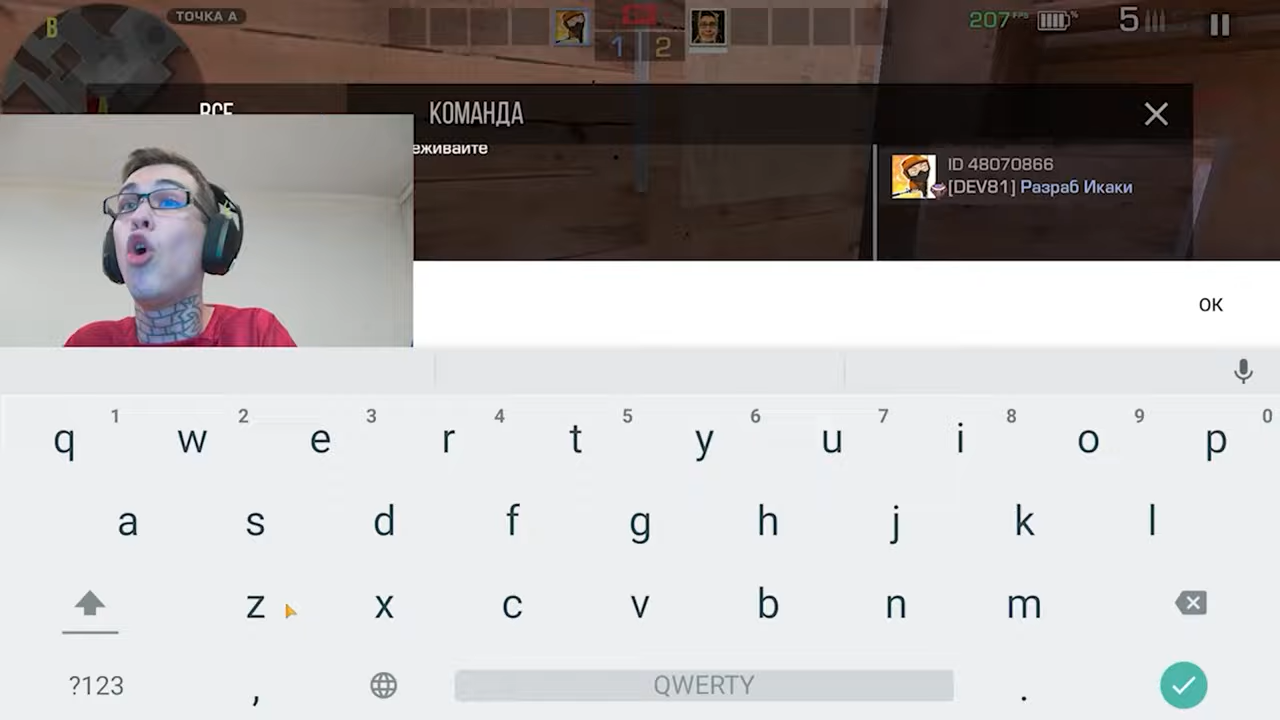 B
ТОЧКА A
1 2
207 FPS
%
5
ВСЕ
КОМАНДА
еживайте
ID 48070866
[DEV81] Разраб Икаки
OK
1 2 3 4 5 6 7 8 9 0
q w e r t y u i o p
a s d f g h j k l
z x c v b n m
?123 , QWERTY .